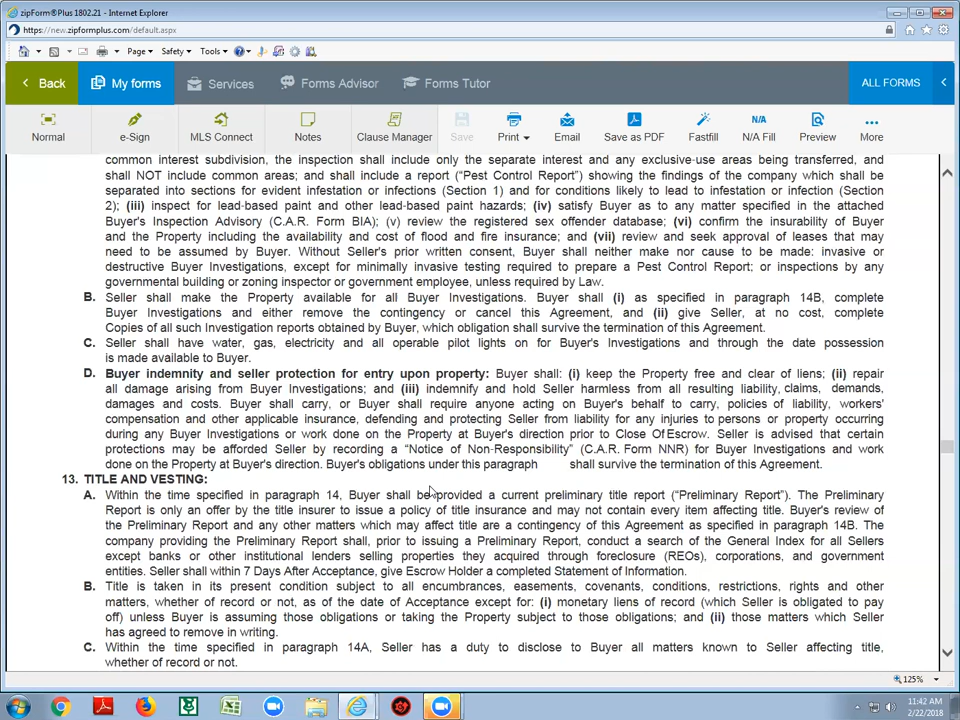 zipForm®Plus 1802.21 - Internet Explorer
https://new.zipformplus.com/default.aspx
Page Safety Tools
Back My forms Services Forms Advisor Forms Tutor ALL FORMS
Normal e-Sign MLS Connect Notes Clause Manager Save Print Email Save as PDF Fastfill N/A N/A Fill Preview More
common interest subdivision, the inspection shall include only the separate interest and any exclusive-use areas being transferred, and
shall NOT include common areas; and shall include a report (“Pest Control Report”) showing the findings of the company which shall be
separated into sections for evident infestation or infections (Section 1) and for conditions likely to lead to infestation or infection (Section
2); (iii) inspect for lead-based paint and other lead-based paint hazards; (iv) satisfy Buyer as to any matter specified in the attached
Buyer's Inspection Advisory (C.A.R. Form BIA); (v) review the registered sex offender database; (vi) confirm the insurability of Buyer
and the Property including the availability and cost of flood and fire insurance; and (vii) review and seek approval of leases that may
need to be assumed by Buyer. Without Seller's prior written consent, Buyer shall neither make nor cause to be made: invasive or
destructive Buyer Investigations, except for minimally invasive testing required to prepare a Pest Control Report; or inspections by any
governmental building or zoning inspector or government employee, unless required by Law.
B. Seller shall make the Property available for all Buyer Investigations. Buyer shall (i) as specified in paragraph 14B, complete
Buyer Investigations and either remove the contingency or cancel this Agreement, and (ii) give Seller, at no cost, complete
Copies of all such Investigation reports obtained by Buyer, which obligation shall survive the termination of this Agreement.
C. Seller shall have water, gas, electricity and all operable pilot lights on for Buyer's Investigations and through the date possession
is made available to Buyer.
D. Buyer indemnity and seller protection for entry upon property: Buyer shall: (i) keep the Property free and clear of liens; (ii) repair
all damage arising from Buyer Investigations; and (iii) indemnify and hold Seller harmless from all resulting liability, claims, demands,
damages and costs. Buyer shall carry, or Buyer shall require anyone acting on Buyer's behalf to carry, policies of liability, workers'
compensation and other applicable insurance, defending and protecting Seller from liability for any injuries to persons or property occurring
during any Buyer Investigations or work done on the Property at Buyer's direction prior to Close Of Escrow. Seller is advised that certain
protections may be afforded Seller by recording a “Notice of Non-Responsibility” (C.A.R. Form NNR) for Buyer Investigations and work
done on the Property at Buyer's direction. Buyer's obligations under this paragraph shall survive the termination of this Agreement.
13. TITLE AND VESTING:
A. Within the time specified in paragraph 14, Buyer shall be provided a current preliminary title report (“Preliminary Report”). The Preliminary
Report is only an offer by the title insurer to issue a policy of title insurance and may not contain every item affecting title. Buyer's review of
the Preliminary Report and any other matters which may affect title are a contingency of this Agreement as specified in paragraph 14B. The
company providing the Preliminary Report shall, prior to issuing a Preliminary Report, conduct a search of the General Index for all Sellers
except banks or other institutional lenders selling properties they acquired through foreclosure (REOs), corporations, and government
entities. Seller shall within 7 Days After Acceptance, give Escrow Holder a completed Statement of Information.
B. Title is taken in its present condition subject to all encumbrances, easements, covenants, conditions, restrictions, rights and other
matters, whether of record or not, as of the date of Acceptance except for: (i) monetary liens of record (which Seller is obligated to pay
off) unless Buyer is assuming those obligations or taking the Property subject to those obligations; and (ii) those matters which Seller
has agreed to remove in writing.
C. Within the time specified in paragraph 14A, Seller has a duty to disclose to Buyer all matters known to Seller affecting title,
whether of record or not.
125%
11:42 AM
2/22/2018